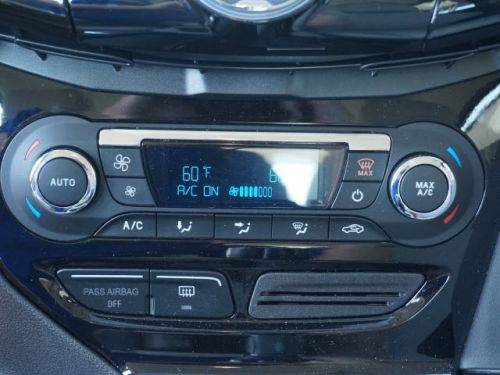 60°F
A/C ON
AUTO
MAX
MAX
A/C
A/C
PASS AIRBAG
OFF